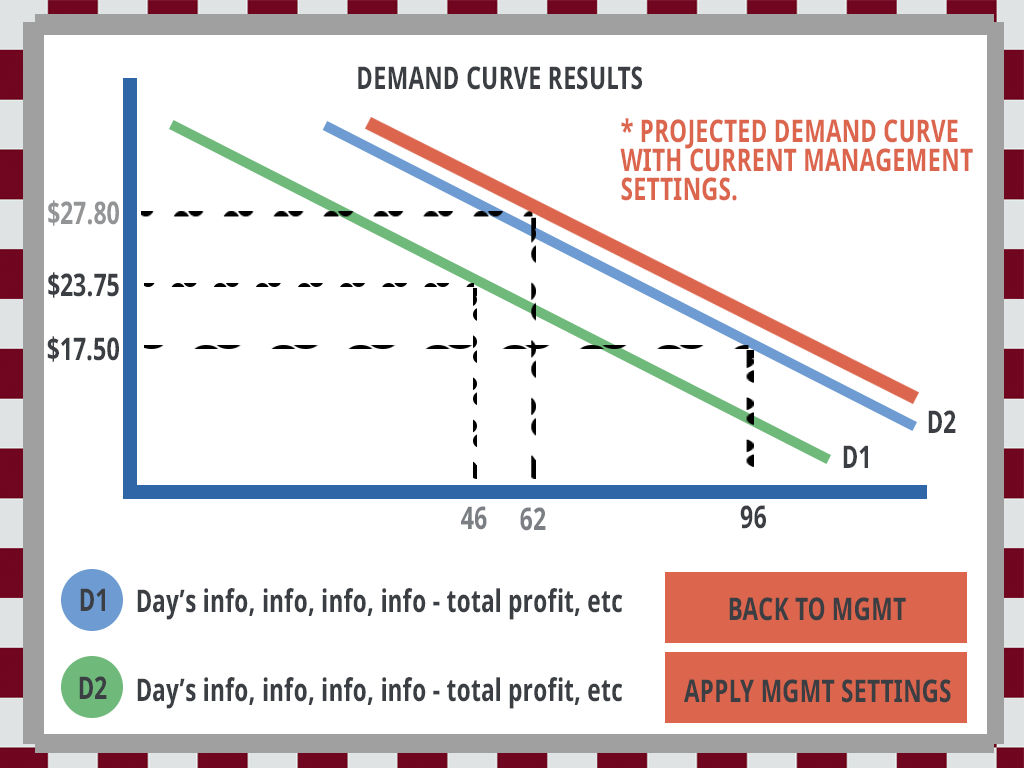 DEMAND CURVE RESULTS
* PROJECTED DEMAND CURVE
WITH CURRENT MANAGEMENT
SETTINGS.
$27.80
$23.75
$17.50
D2
D1
46
62
96
D1
Day's info, info, info, info - total profit, etc
BACK TO MGMT
D2
Day's info, info, info, info - total profit, etc
APPLY MGMT SETTINGS